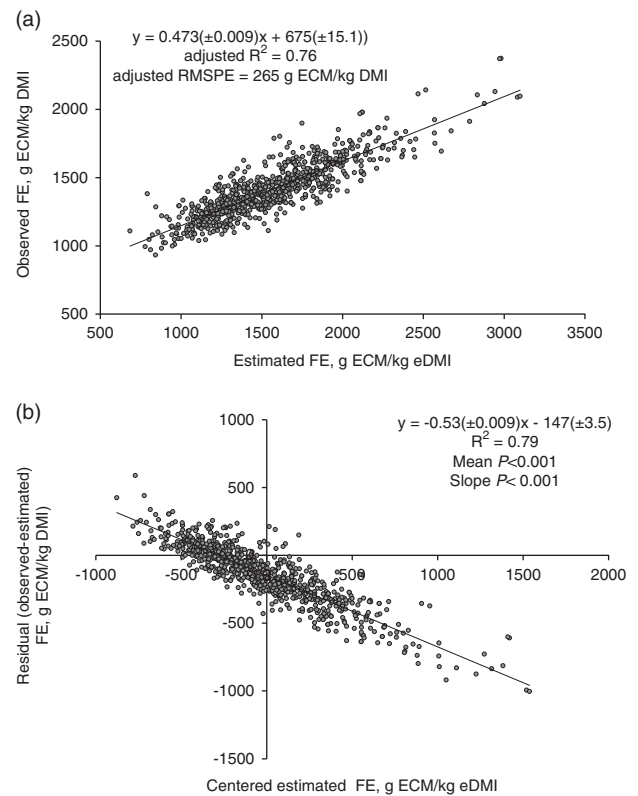 (a)
y = 0.473(±0.009)x + 675(±15.1))
adjusted R² = 0.76
adjusted RMSPE = 265 g ECM/kg DMI
2500
2000
1500
1000
500
Observed FE, g ECM/kg DMI
500 1000 1500 2000 2500 3000 3500
Estimated FE, g ECM/kg eDMI
(b)
y = -0.53(±0.009)x - 147(±3.5)
R² = 0.79
Mean P<0.001
Slope P< 0.001
1000
500
-1000 -500 500 1000 1500 2000
-500
-1000
-1500
Residual (observed-estimated)
FE, g ECM/kg DMI)
Centered estimated FE, g ECM/kg eDMI